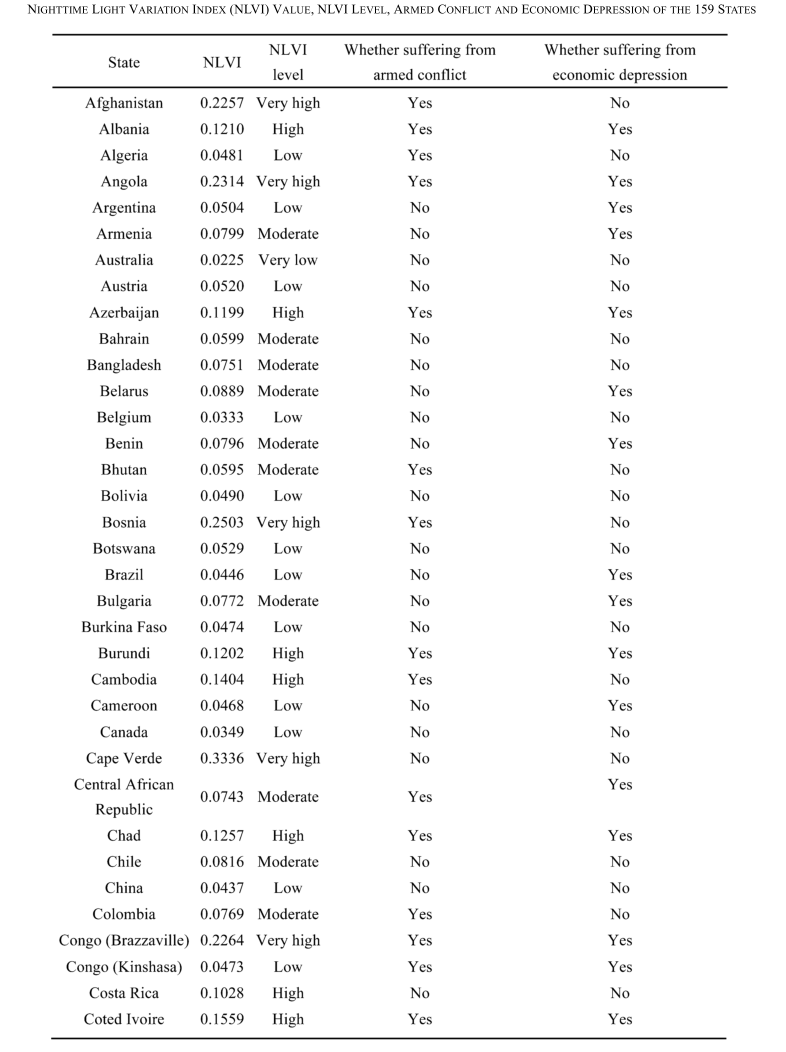 NIGHTTIME LIGHT VARIATION INDEX (NLVI) VALUE, NLVI LEVEL, ARMED CONFLICT AND ECONOMIC DEPRESSION OF THE 159 STATES
State NLVI NLVI level Whether suffering from armed conflict Whether suffering from economic depression
Afghanistan 0.2257 Very high Yes No
Albania 0.1210 High Yes Yes
Algeria 0.0481 Low Yes No
Angola 0.2314 Very high Yes Yes
Argentina 0.0504 Low No Yes
Armenia 0.0799 Moderate No Yes
Australia 0.0225 Very low No No
Austria 0.0520 Low No No
Azerbaijan 0.1199 High Yes Yes
Bahrain 0.0599 Moderate No No
Bangladesh 0.0751 Moderate No No
Belarus 0.0889 Moderate No Yes
Belgium 0.0333 Low No No
Benin 0.0796 Moderate No Yes
Bhutan 0.0595 Moderate Yes No
Bolivia 0.0490 Low No No
Bosnia 0.2503 Very high Yes No
Botswana 0.0529 Low No No
Brazil 0.0446 Low No Yes
Bulgaria 0.0772 Moderate No Yes
Burkina Faso 0.0474 Low No No
Burundi 0.1202 High Yes Yes
Cambodia 0.1404 High Yes No
Cameroon 0.0468 Low No Yes
Canada 0.0349 Low No No
Cape Verde 0.3336 Very high No No
Central African Republic 0.0743 Moderate Yes Yes
Chad 0.1257 High Yes Yes
Chile 0.0816 Moderate No No
China 0.0437 Low No No
Colombia 0.0769 Moderate Yes No
Congo (Brazzaville) 0.2264 Very high Yes Yes
Congo (Kinshasa) 0.0473 Low Yes Yes
Costa Rica 0.1028 High No No
Coted Ivoire 0.1559 High Yes Yes